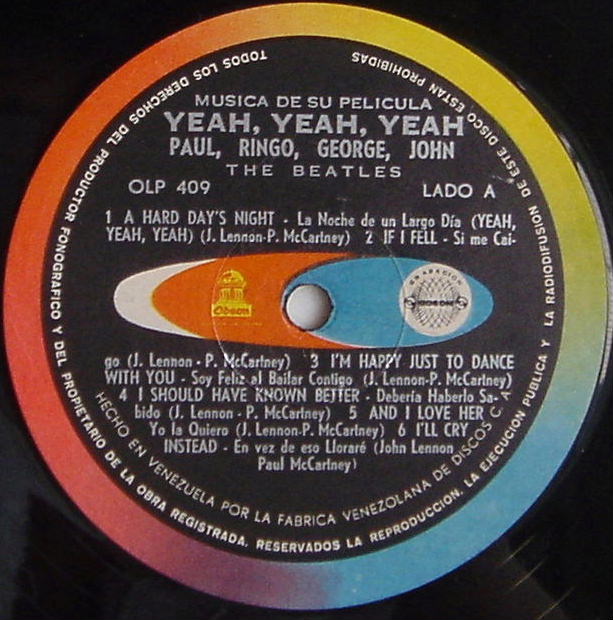 TODOS LOS DERECHOS DEL PRODUCTOR FONOGRAFICO Y DEL PROPIETARIO DE LA OBRA REGISTRADA. RESERVADOS LA REPRODUCCION. LA EJECUCION PUBLICA Y LA RADIODIFUSION DE ESTE DISCO ESTAN PROHIBIDAS
MUSICA DE SU PELICULA
YEAH, YEAH, YEAH
PAUL, RINGO, GEORGE, JOHN
THE BEATLES
OLP 409
LADO A
1 A HARD DAY'S NIGHT - La Noche de un Largo Día (YEAH,
YEAH, YEAH) (J. Lennon-P. McCartney) 2 IF I FELL - Si me Cai-
Odeon
GRABACION
go (J. Lennon - P. McCartney) 3 I'M HAPPY JUST TO DANCE
WITH YOU - Soy Feliz al Bailar Contigo (J. Lennon-P. McCartney)
4 I SHOULD HAVE KNOWN BETTER - Debería Haberlo Sa-
bido (J. Lennon - P. McCartney) 5 AND I LOVE HER -
Yo la Quiero (J. Lennon-P. McCartney) 6 I'LL CRY
INSTEAD - En vez de eso Lloraré (John Lennon
Paul McCartney)
HECHO EN VENEZUELA POR LA FABRICA VENEZOLANA DE DISCOS C. A.